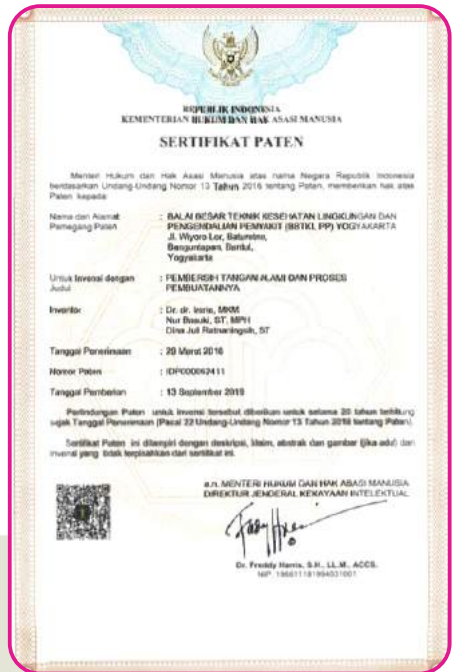 REPUBLIK INDONESIA
KEMENTERIAN HUKUM DAN HAK ASASI MANUSIA
SERTIFIKAT PATEN
Menteri Hukum dan Hak Asasi Manusia atas nama Negara Republik Indonesia
berdasarkan Undang-Undang Nomor 13 Tahun 2016 tentang Paten, memberikan hak atas
Paten kepada:
Nama dan Alamat : BALAI BESAR TEKNIK KESEHATAN LINGKUNGAN DAN
Pemegang Paten PENGENDALIAN PENYAKIT (BBTKL PP) YOGYAKARTA
Jl. Wiyoro Lor, Baturetno,
Banguntapan, Bantul,
Yogyakarta
Untuk Invensi dengan : PEMBERSIH TANGAN ALAMI DAN PROSES
Judul PEMBUATANNYA
Inventor : Dr. dr. Irene, MKM
Nur Basuki, ST, MPH
Dina Juli Ratnaningsih, ST
Tanggal Penerimaan : 29 Maret 2016
Nomor Paten : IDP000062411
Tanggal Pemberian : 13 September 2019
Perlindungan Paten untuk invensi tersebut diberikan untuk selama 20 tahun terhitung
sejak Tanggal Penerimaan (Pasal 22 Undang-Undang Nomor 13 Tahun 2016 tentang Paten).
Sertifikat Paten ini dilampiri dengan deskripsi, klaim, abstrak dan gambar (jika ada) dari
invensi yang tidak terpisahkan dari sertifikat ini.
a.n. MENTERI HUKUM DAN HAK ASASI MANUSIA
DIREKTUR JENDERAL KEKAYAAN INTELEKTUAL
Dr. Freddy Harris, S.H., LL.M., ACCS.
NIP. 196611181994031001